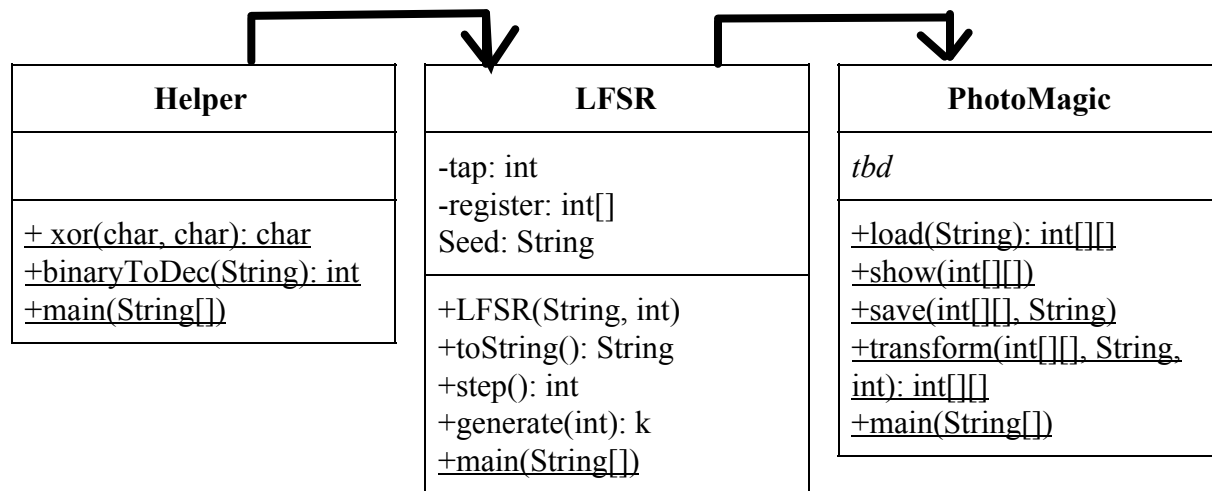 Helper
+ xor(char, char): char
+binaryToDec(String): int
+main(String[])
LFSR
-tap: int
-register: int[]
Seed: String
+LFSR(String, int)
+toString(): String
+step(): int
+generate(int): k
+main(String[])
PhotoMagic
tbd
+load(String): int[][]
+show(int[][])
+save(int[][], String)
+transform(int[][], String,
int): int[][]
+main(String[])